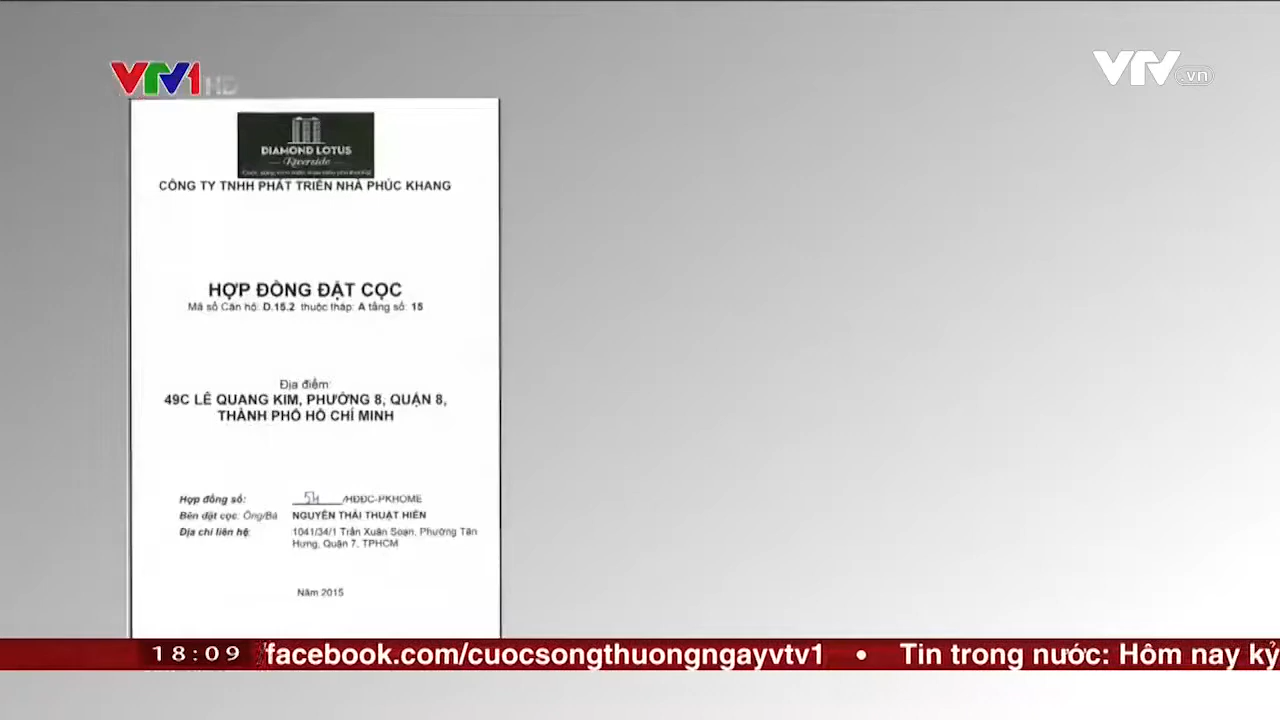 VTV1 HD
VTV.vn
DIAMOND LOTUS
Riverside
CÔNG TY TNHH PHÁT TRIỂN NHÀ PHÚC KHANG
HỢP ĐỒNG ĐẶT CỌC
Mã số Căn hộ: D.15.2 thuộc tháp: A tầng số: 15
Địa điểm:
49C LÊ QUANG KIM, PHƯỜNG 8, QUẬN 8,
THÀNH PHỐ HỒ CHÍ MINH
Hợp đồng số: 54 /HĐĐC-PKHOME
Bên đặt cọc: Ông/Bà NGUYỄN THÁI THUẬT HIÊN
Địa chỉ liên hệ: 1041/34/1 Trần Xuân Soạn, Phường Tân
Hưng, Quận 7, TPHCM
Năm 2015
18:09 facebook.com/cuocsongthuongngayvtv1 • Tin trong nước: Hôm nay kỷ